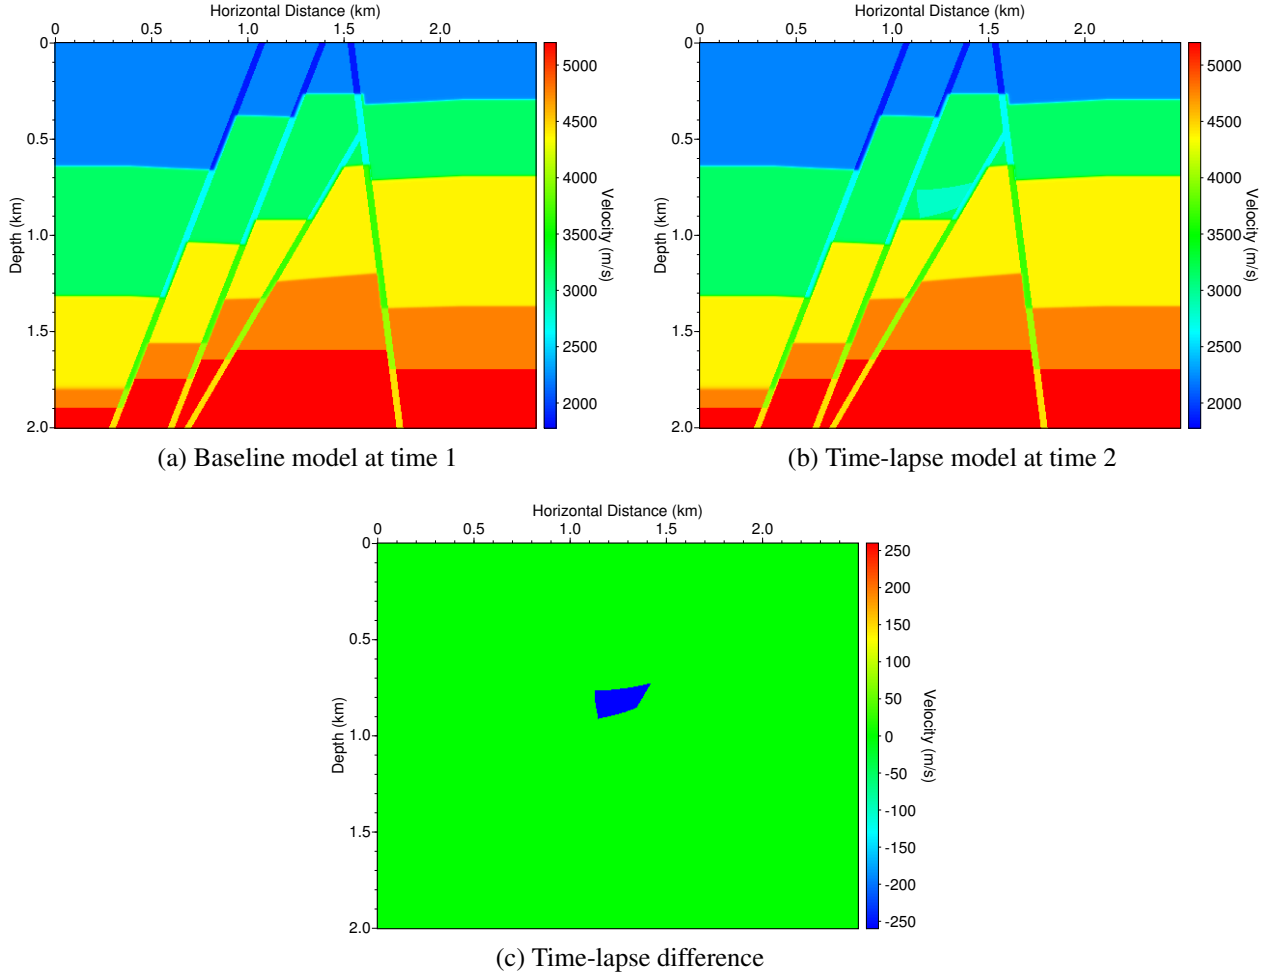 Horizontal Distance (km)
0 0.5 1.0 1.5 2.0
0
0.5
1.0
1.5
2.0
Depth (km)
5000
4500
4000
3500
3000
2500
2000
Velocity (m/s)
(a) Baseline model at time 1
Horizontal Distance (km)
0 0.5 1.0 1.5 2.0
0
0.5
1.0
1.5
2.0
Depth (km)
5000
4500
4000
3500
3000
2500
2000
Velocity (m/s)
(b) Time-lapse model at time 2
Horizontal Distance (km)
0 0.5 1.0 1.5 2.0
0
0.5
1.0
1.5
2.0
Depth (km)
250
200
150
100
50
0
-50
-100
-150
-200
-250
Velocity (m/s)
(c) Time-lapse difference